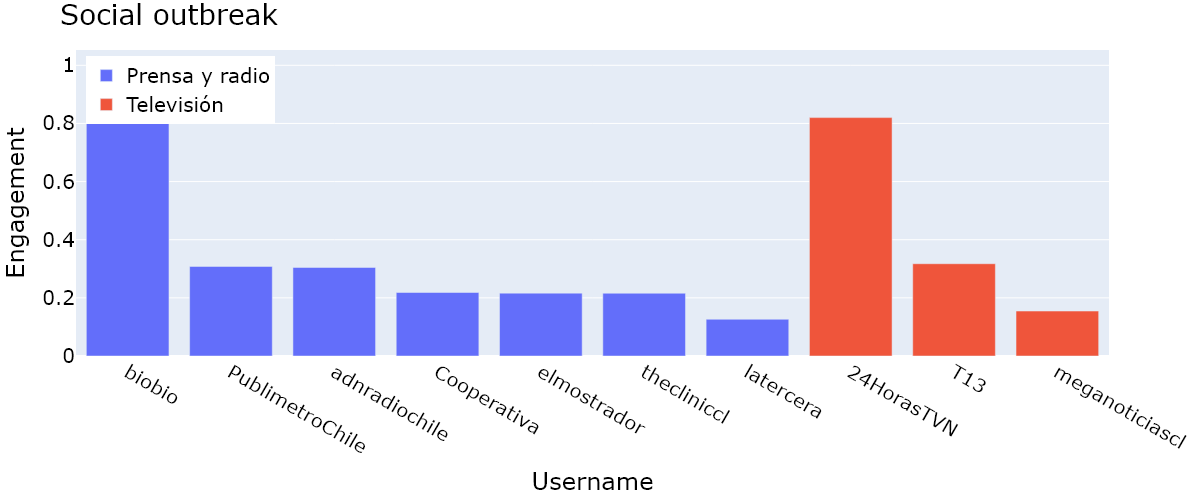 Social outbreak
Prensa y radio
Televisión
Engagement
1
0.8
0.6
0.4
0.2
0
biobio
PublimetroChile
adnradiochile
Cooperativa
elmostrador
thecliniccl
latercera
24HorasTVN
T13
meganoticiascl
Username